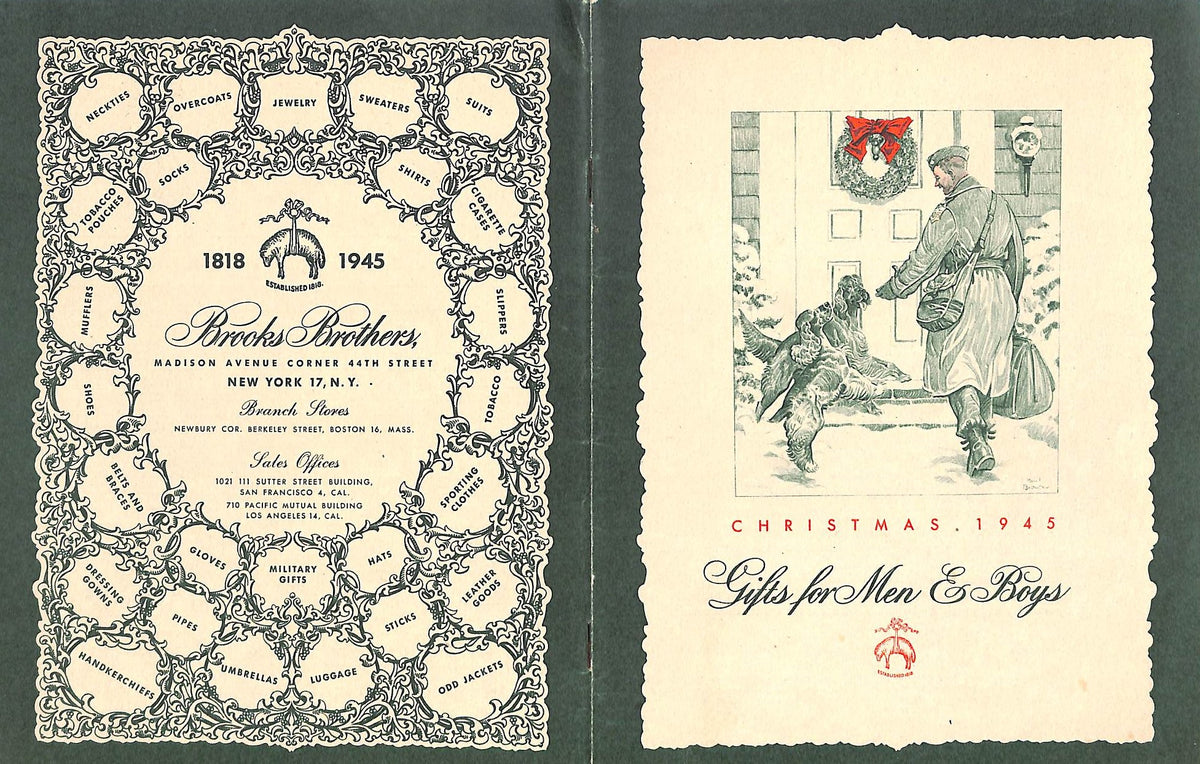 NECKTIES
OVERCOATS
JEWELRY
SWEATERS
SUITS
SOCKS
SHIRTS
TOBACCO
POUCHES
CIGARETTE
CASES
MUFFLERS
SLIPPERS
SHOES
TOBACCO
BELTS AND
BRACES
SPORTING
CLOTHES
GLOVES
MILITARY
GIFTS
HATS
DRESSING
GOWNS
LEATHER
GOODS
PIPES
STICKS
HANDKERCHIEFS
UMBRELLAS
LUGGAGE
ODD JACKETS
1818 1945
ESTABLISHED 1818.
Brooks Brothers,
MADISON AVENUE CORNER 44TH STREET
NEW YORK 17, N.Y.
Branch Stores
NEWBURY COR. BERKELEY STREET, BOSTON 16, MASS.
Sales Offices
1021 111 SUTTER STREET BUILDING,
SAN FRANCISCO 4, CAL.
710 PACIFIC MUTUAL BUILDING
LOS ANGELES 14, CAL.
Paul
Brown
CHRISTMAS . 1945
Gifts for Men & Boys
ESTABLISHED 1818